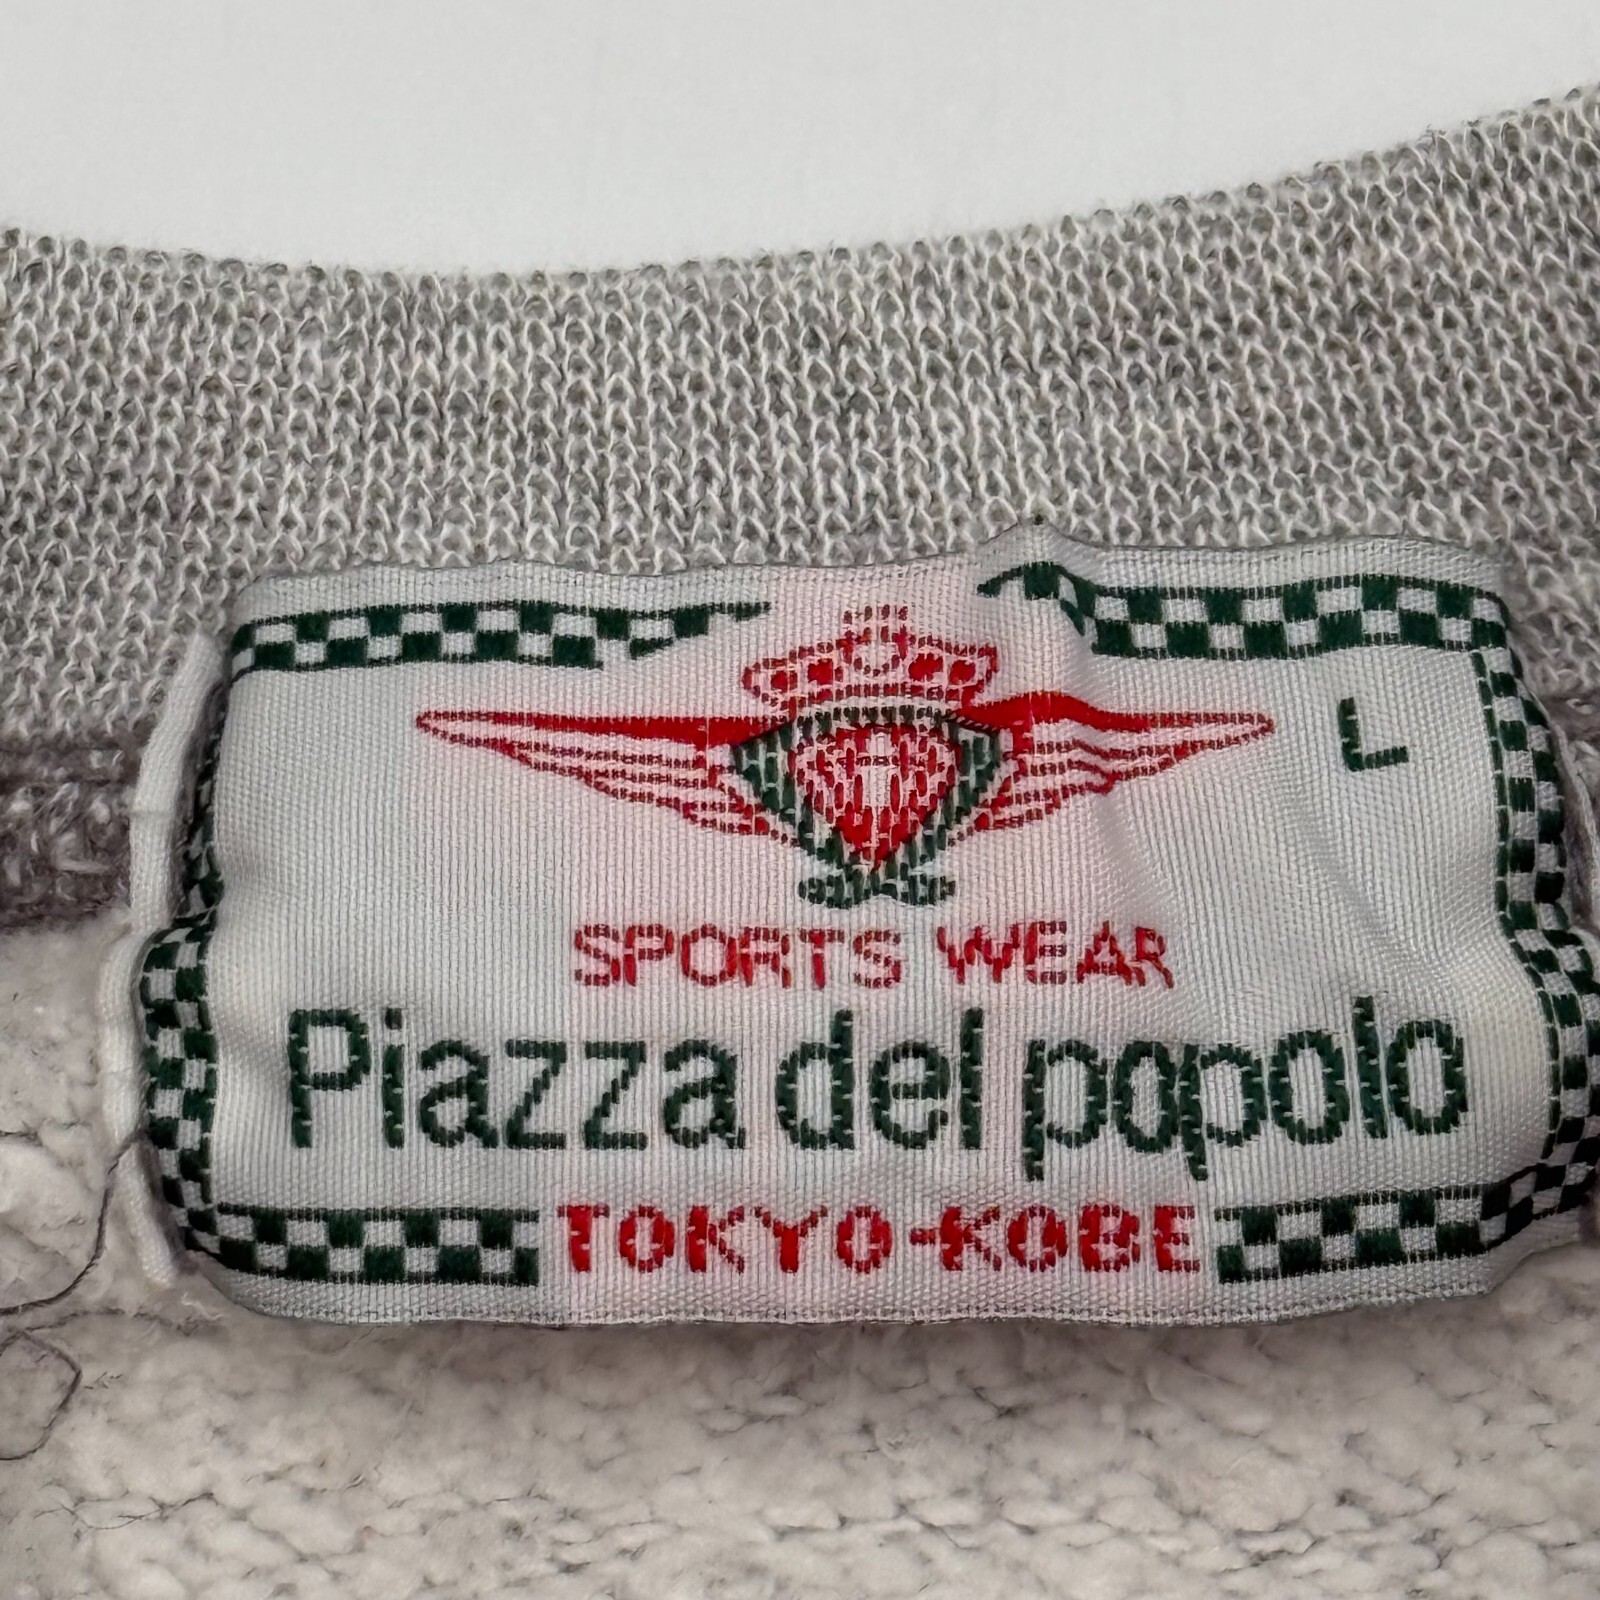 L
SPORTS WEAR
Piazza del popolo
TOKYO-KOBE